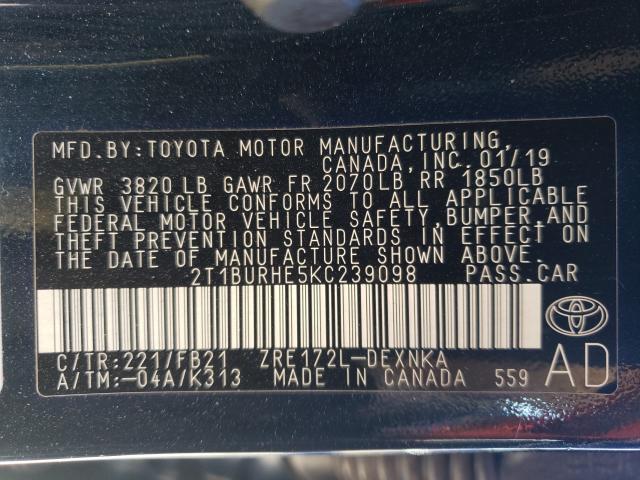 MFD.BY:TOYOTA MOTOR MANUFACTURING,
CANADA,INC.01/19
GVWR 3820 LB GAWR FR 2070LB RR 1850LB
THIS VEHICLE CONFORMS TO ALL APPLICABLE
FEDERAL MOTOR VEHICLE SAFETY,BUMPER,AND
THEFT PREVENTION STANDARDS IN EFFECT ON
THE DATE OF MANUFACTURE SHOWN ABOVE.
2T1BURHE5KC239098 PASS.CAR
C/TR:221/FB21 ZRE172L-DEXNKA
A/TM:-04A/K313 MADE IN CANADA 559
AD